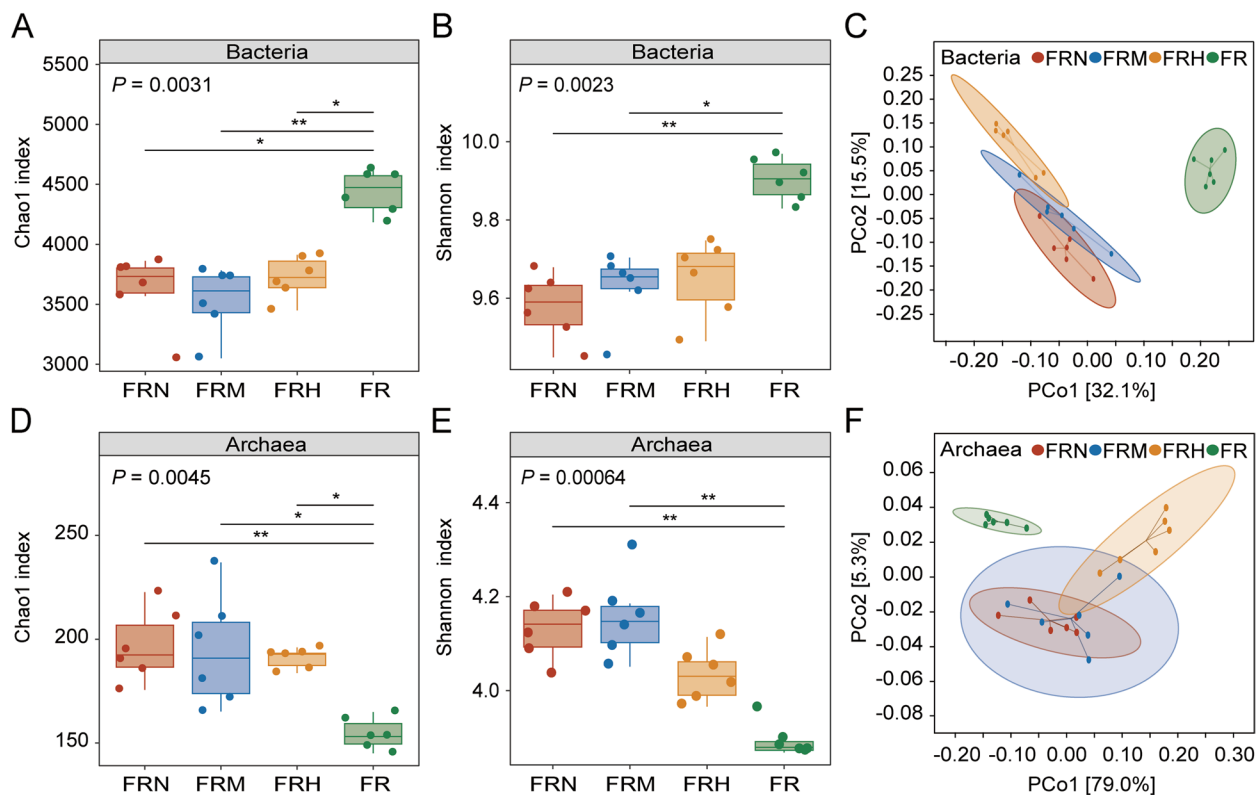 A
Bacteria
P = 0.0031
*
**
*
Chao1 index
5500
5000
4500
4000
3500
3000
FRN FRM FRH FR
B
Bacteria
P = 0.0023
*
**
Shannon index
10.0
9.8
9.6
FRN FRM FRH FR
C
Bacteria FRN FRM FRH FR
PCo2 [15.5%]
0.25
0.20
0.15
0.10
0.05
0.00
-0.05
-0.10
-0.15
-0.20
-0.25
-0.20 -0.10 0.00 0.10 0.20
PCo1 [32.1%]
D
Archaea
P = 0.0045
*
*
**
Chao1 index
250
200
150
FRN FRM FRH FR
E
Archaea
P = 0.00064
**
**
Shannon index
4.4
4.2
4.0
FRN FRM FRH FR
F
Archaea FRN FRM FRH FR
PCo2 [5.3%]
0.06
0.04
0.02
0.00
-0.02
-0.04
-0.06
-0.08
-0.20 -0.10 0.00 0.10 0.20 0.30
PCo1 [79.0%]